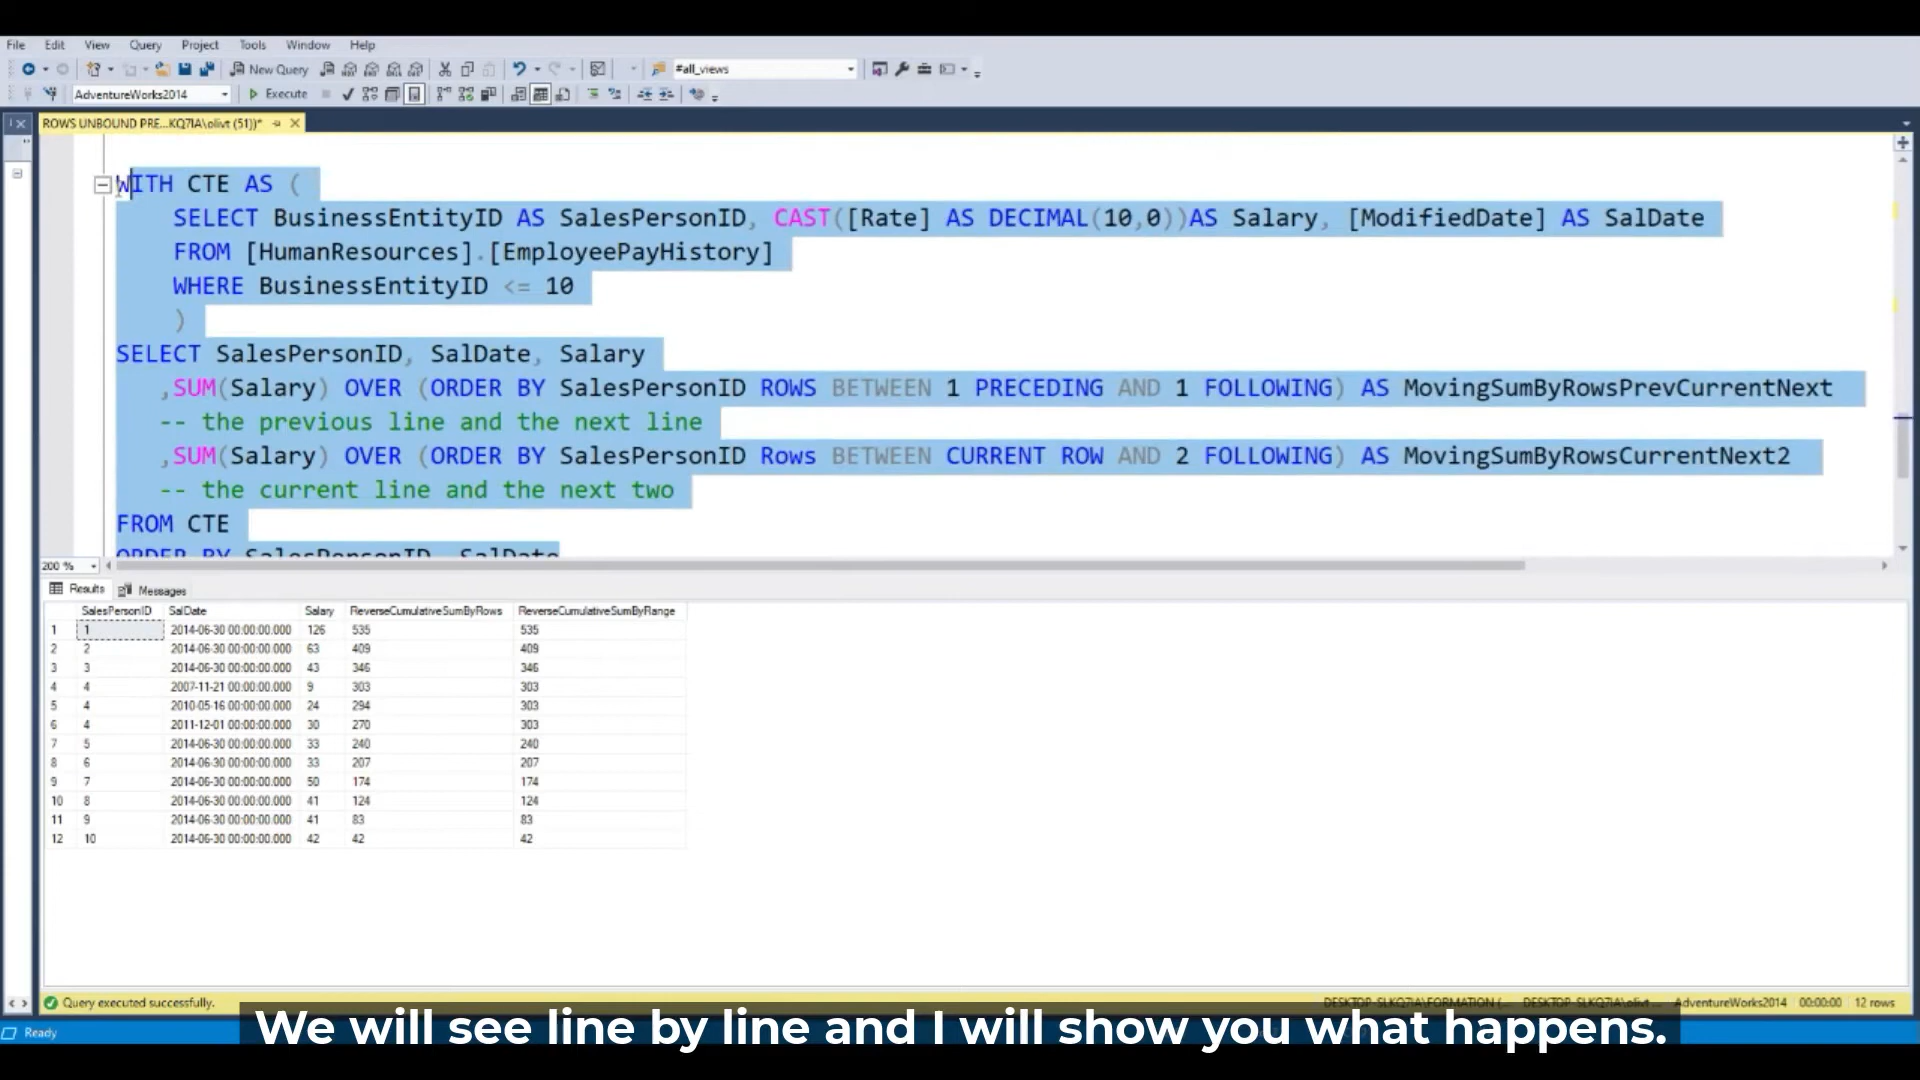 File Edit View Query Project Tools Window Help
New Query #all_views
AdventureWorks2014 Execute
ROWS UNBOUND PRE...KQ7IA\olivt (51))*
WITH CTE AS (
SELECT BusinessEntityID AS SalesPersonID, CAST([Rate] AS DECIMAL(10,0))AS Salary, [ModifiedDate] AS SalDate
FROM [HumanResources].[EmployeePayHistory]
WHERE BusinessEntityID <= 10
)
SELECT SalesPersonID, SalDate, Salary
,SUM(Salary) OVER (ORDER BY SalesPersonID ROWS BETWEEN 1 PRECEDING AND 1 FOLLOWING) AS MovingSumByRowsPrevCurrentNext
-- the previous line and the next line
,SUM(Salary) OVER (ORDER BY SalesPersonID Rows BETWEEN CURRENT ROW AND 2 FOLLOWING) AS MovingSumByRowsCurrentNext2
-- the current line and the next two
FROM CTE
ORDER BY SalesPersonID, SalDate
200 %
Results Messages
SalesPersonID SalDate Salary ReverseCumulativeSumByRows ReverseCumulativeSumByRange
1 1 2014-06-30 00:00:00.000 126 535 535
2 2 2014-06-30 00:00:00.000 63 409 409
3 3 2014-06-30 00:00:00.000 43 346 346
4 4 2007-11-21 00:00:00.000 9 303 303
5 4 2010-05-16 00:00:00.000 24 294 303
6 4 2011-12-01 00:00:00.000 30 270 303
7 5 2014-06-30 00:00:00.000 33 240 240
8 6 2014-06-30 00:00:00.000 33 207 207
9 7 2014-06-30 00:00:00.000 50 174 174
10 8 2014-06-30 00:00:00.000 41 124 124
11 9 2014-06-30 00:00:00.000 41 83 83
12 10 2014-06-30 00:00:00.000 42 42 42
Query executed successfully. DESKTOP-SLKQ7IA\FORMATION (... DESKTOP-SLKQ7IA\olivt ... AdventureWorks2014 00:00:00 12 rows
We will see line by line and I will show you what happens.
Ready